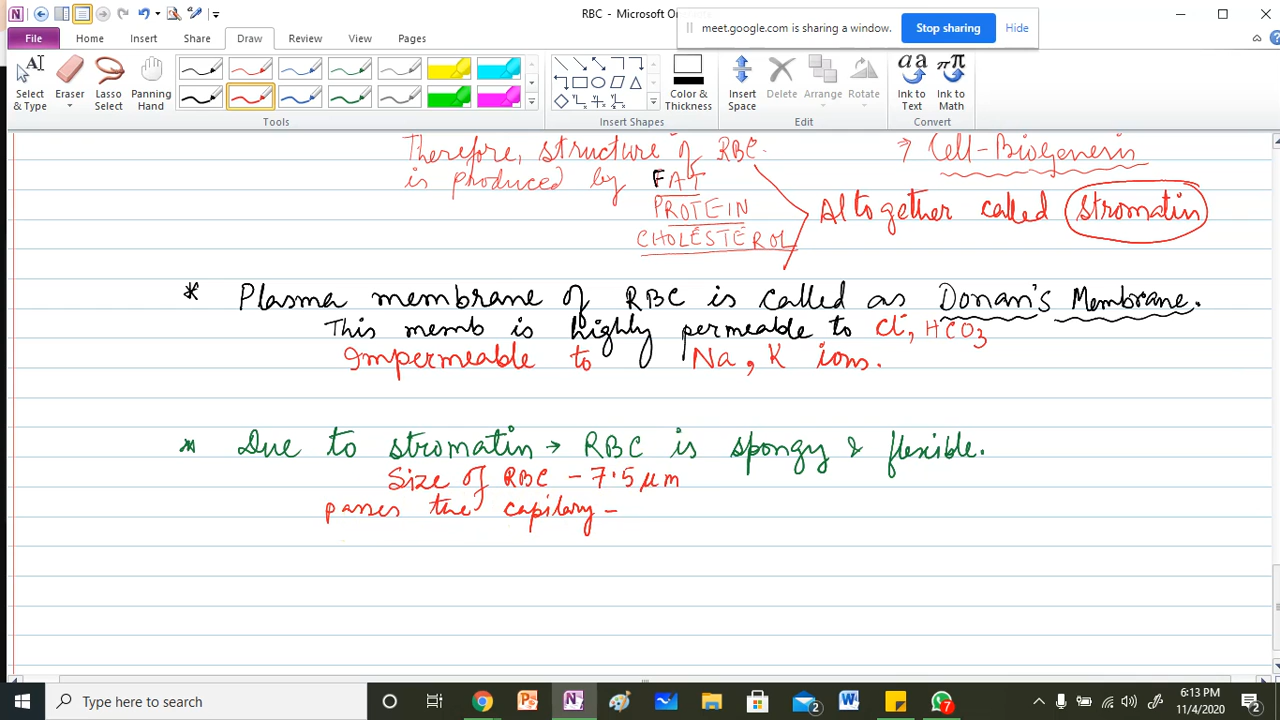 RBC - Microsoft On
meet.google.com is sharing a window.
Stop sharing
Hide
File
Home
Insert
Share
Draw
Review
View
Pages
Select & Type
Eraser
Lasso Select
Panning Hand
Color & Thickness
Insert Space
Delete
Arrange
Rotate
Ink to Text
Ink to Math
Tools
Insert Shapes
Edit
Convert
Therefore, structure of RBC.
is produced by FAT
PROTEIN
CHOLESTEROL
→ Cell-Biogenesis
Altogether called stromatin
* Plasma membrane of RBC is called as Donan's Membrane.
This memb is highly permeable to Cl-, HCO3
Impermeable to Na, K ions.
* Due to stromatin → RBC is spongy & flexible.
Size of RBC - 7.5 μm
passes the capilary -
Type here to search
2
7
6:13 PM
11/4/2020
2